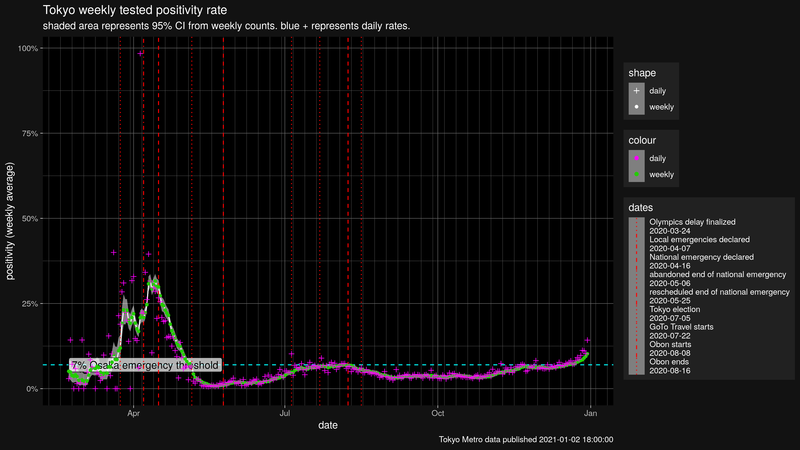 Tokyo weekly tested positivity rate
shaded area represents 95% CI from weekly counts. blue + represents daily rates.
100%
75%
50%
25%
0%
positivity (weekly average)
7% Osaka emergency threshold
Apr
Jul
Oct
Jan
date
shape
daily
weekly
colour
daily
weekly
dates
Olympics delay finalized
2020-03-24
Local emergencies declared
2020-04-07
National emergency declared
2020-04-16
abandoned end of national emergency
2020-05-06
rescheduled end of national emergency
2020-05-25
Tokyo election
2020-07-05
GoTo Travel starts
2020-07-22
Obon starts
2020-08-08
Obon ends
2020-08-16
Tokyo Metro data published 2021-01-02 18:00:00